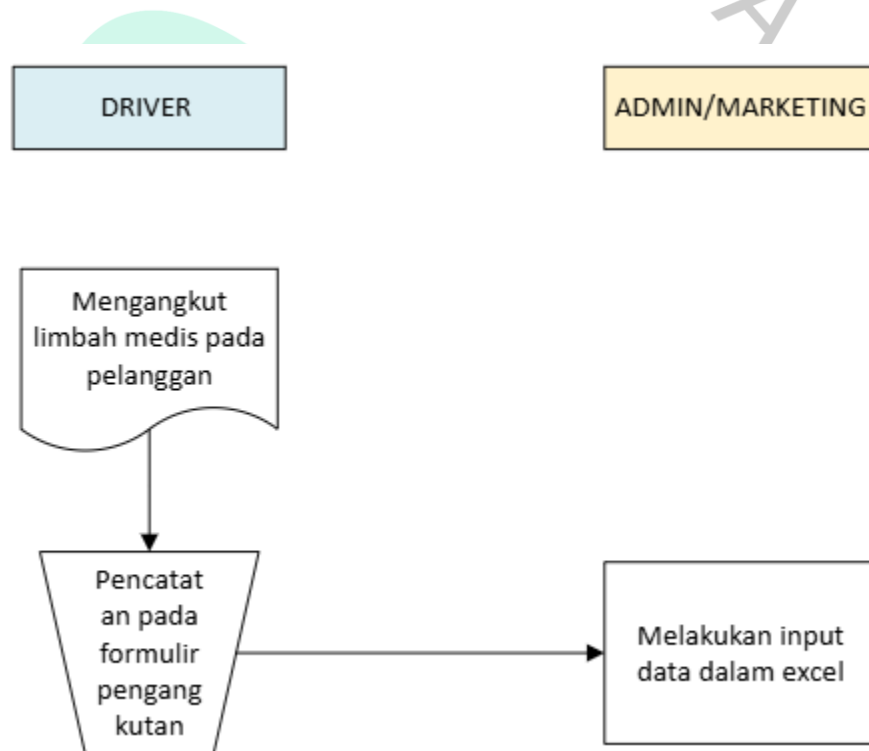 DRIVER
ADMIN/MARKETING
Mengangkut
limbah medis pada
pelanggan
Pencatat
an pada
formulir
pengang
kutan
Melakukan input
data dalam excel